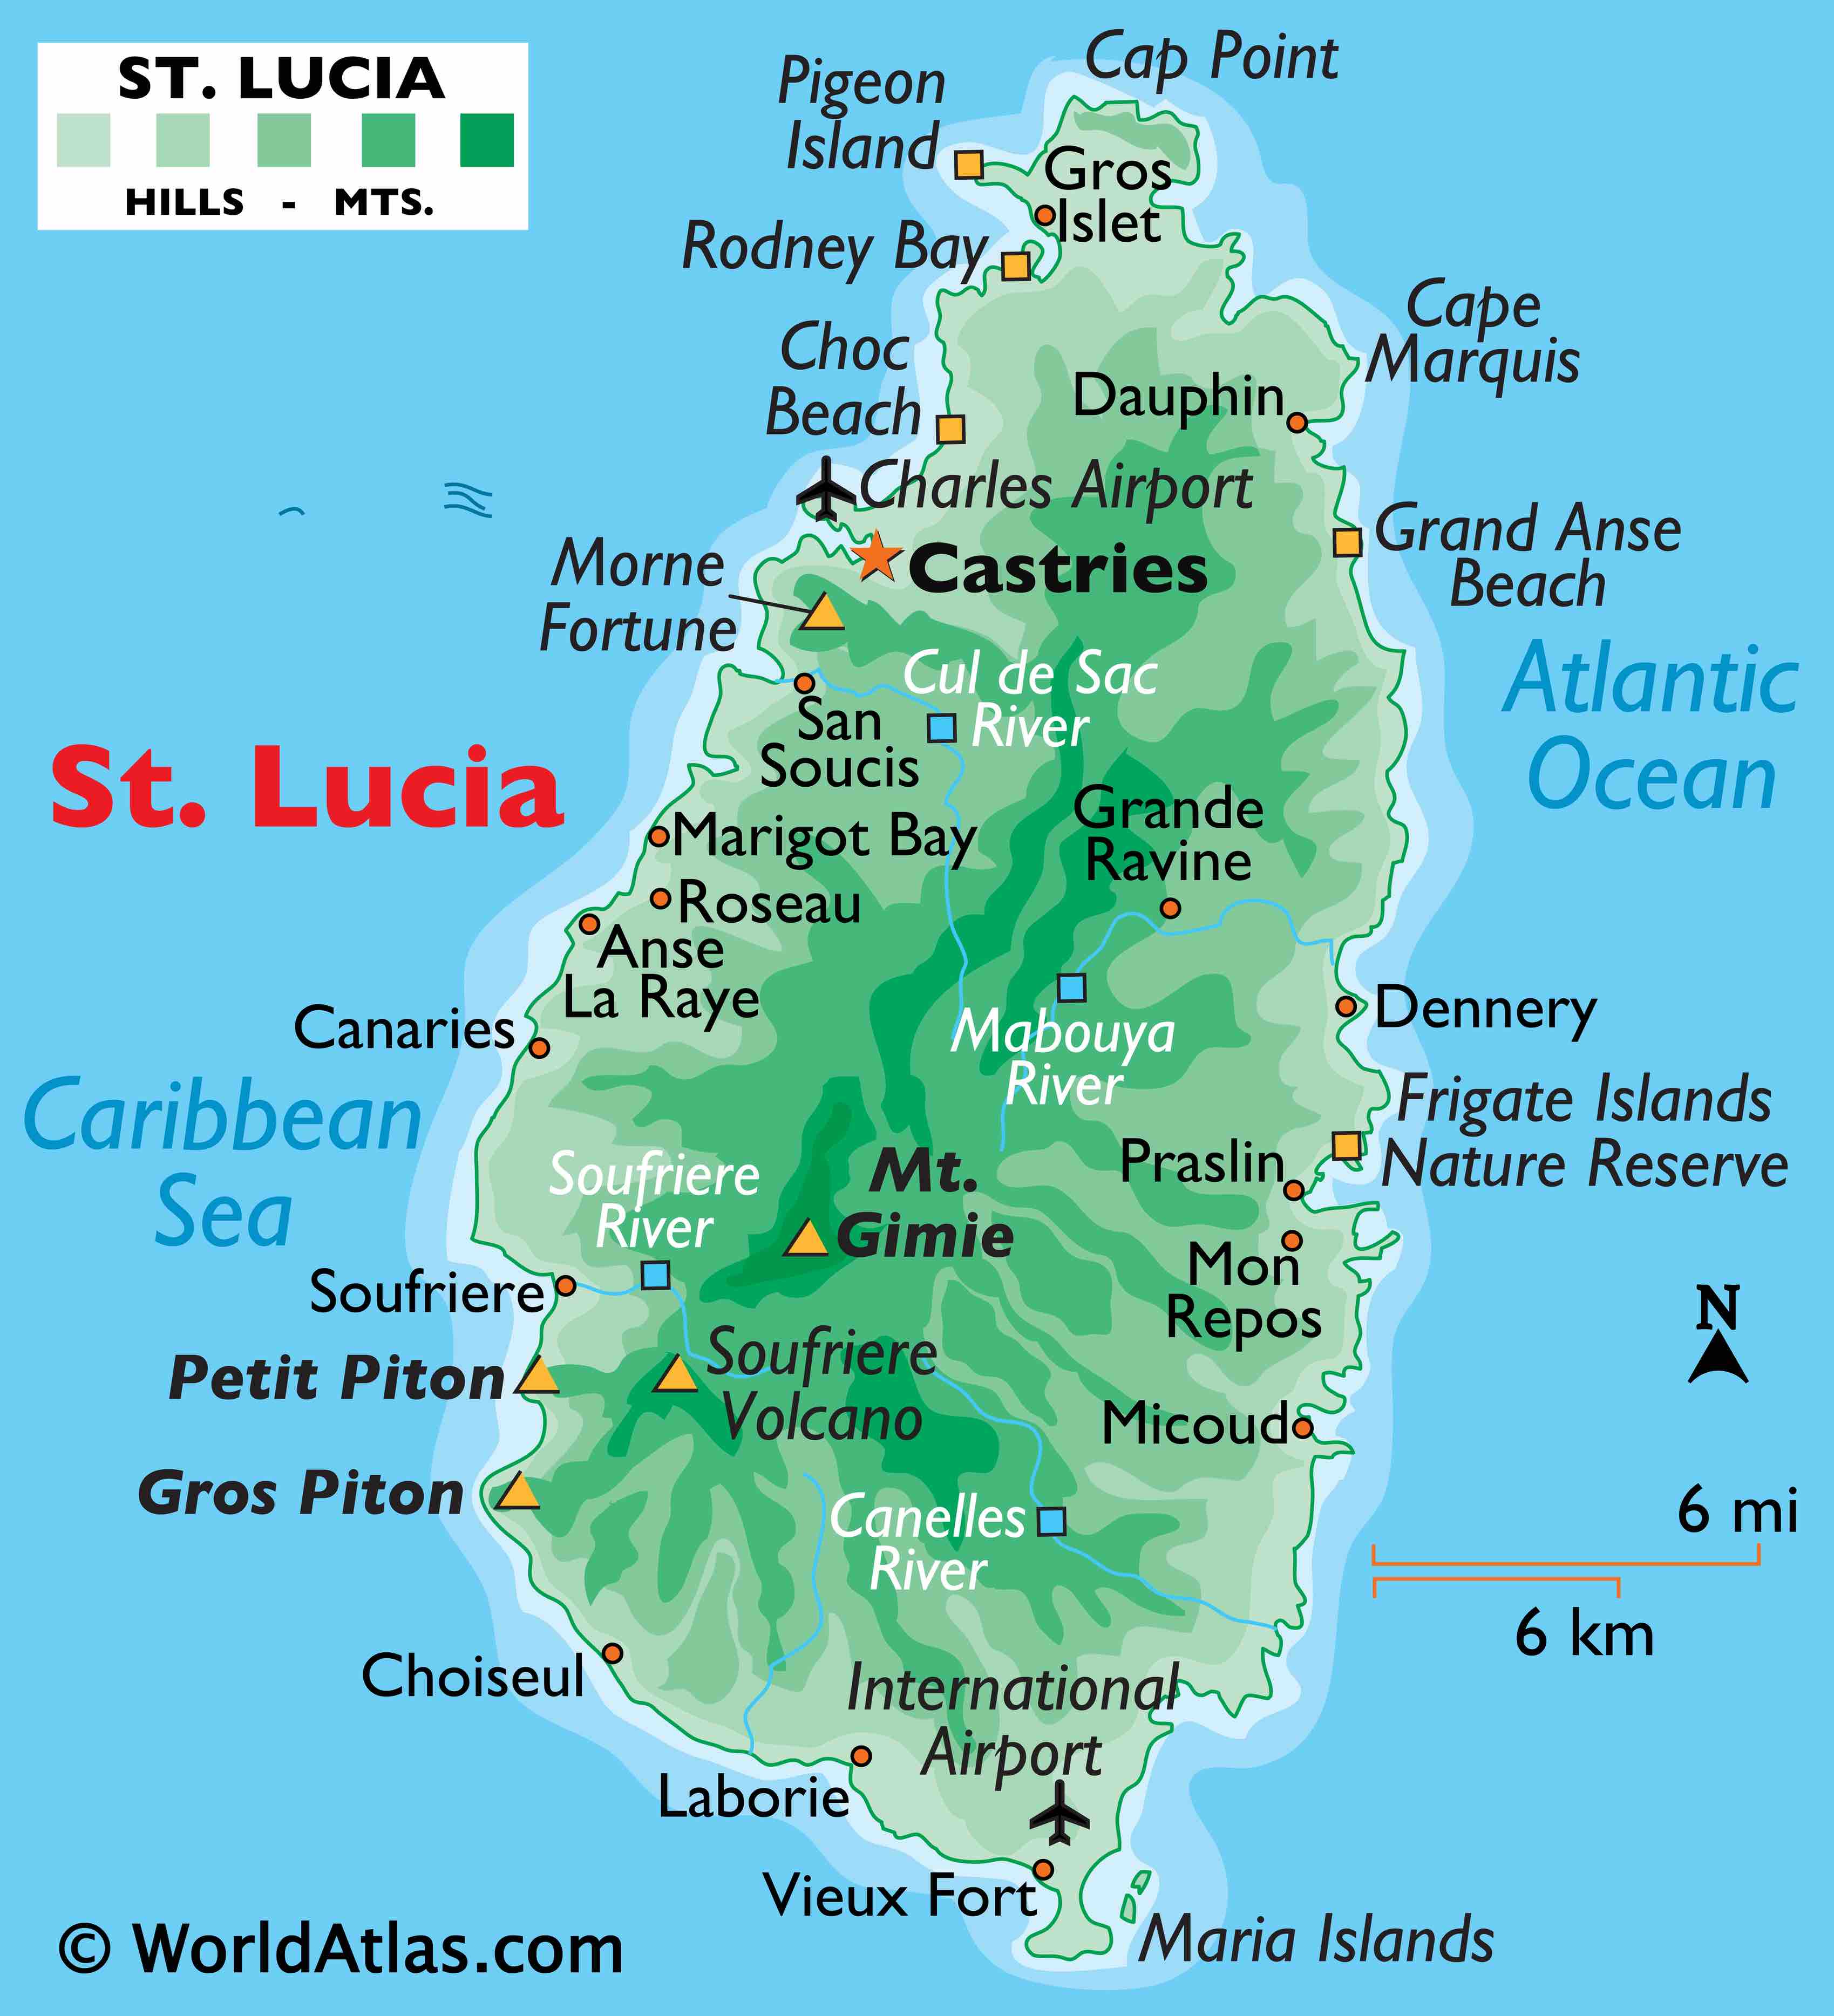 ST. LUCIA
HILLS - MTS.
Cap Point
Pigeon
Island
Gros
Islet
Rodney Bay
Cape
Marquis
Choc
Beach
Dauphin
Charles Airport
Grand Anse
Beach
Castries
Morne
Fortune
Atlantic
Ocean
Cul de Sac
River
San
Soucis
St. Lucia
Grande
Ravine
Marigot Bay
Roseau
Anse
La Raye
Canaries
Dennery
Mabouya
River
Caribbean
Sea
Frigate Islands
Nature Reserve
Praslin
Mt.
Gimie
Soufriere
River
Mon
Repos
Soufriere
N
Petit Piton
Soufriere
Volcano
Micoud
Gros Piton
6 mi
Canelles
River
6 km
Choiseul
International
Airport
Laborie
Vieux Fort
Maria Islands
© WorldAtlas.com